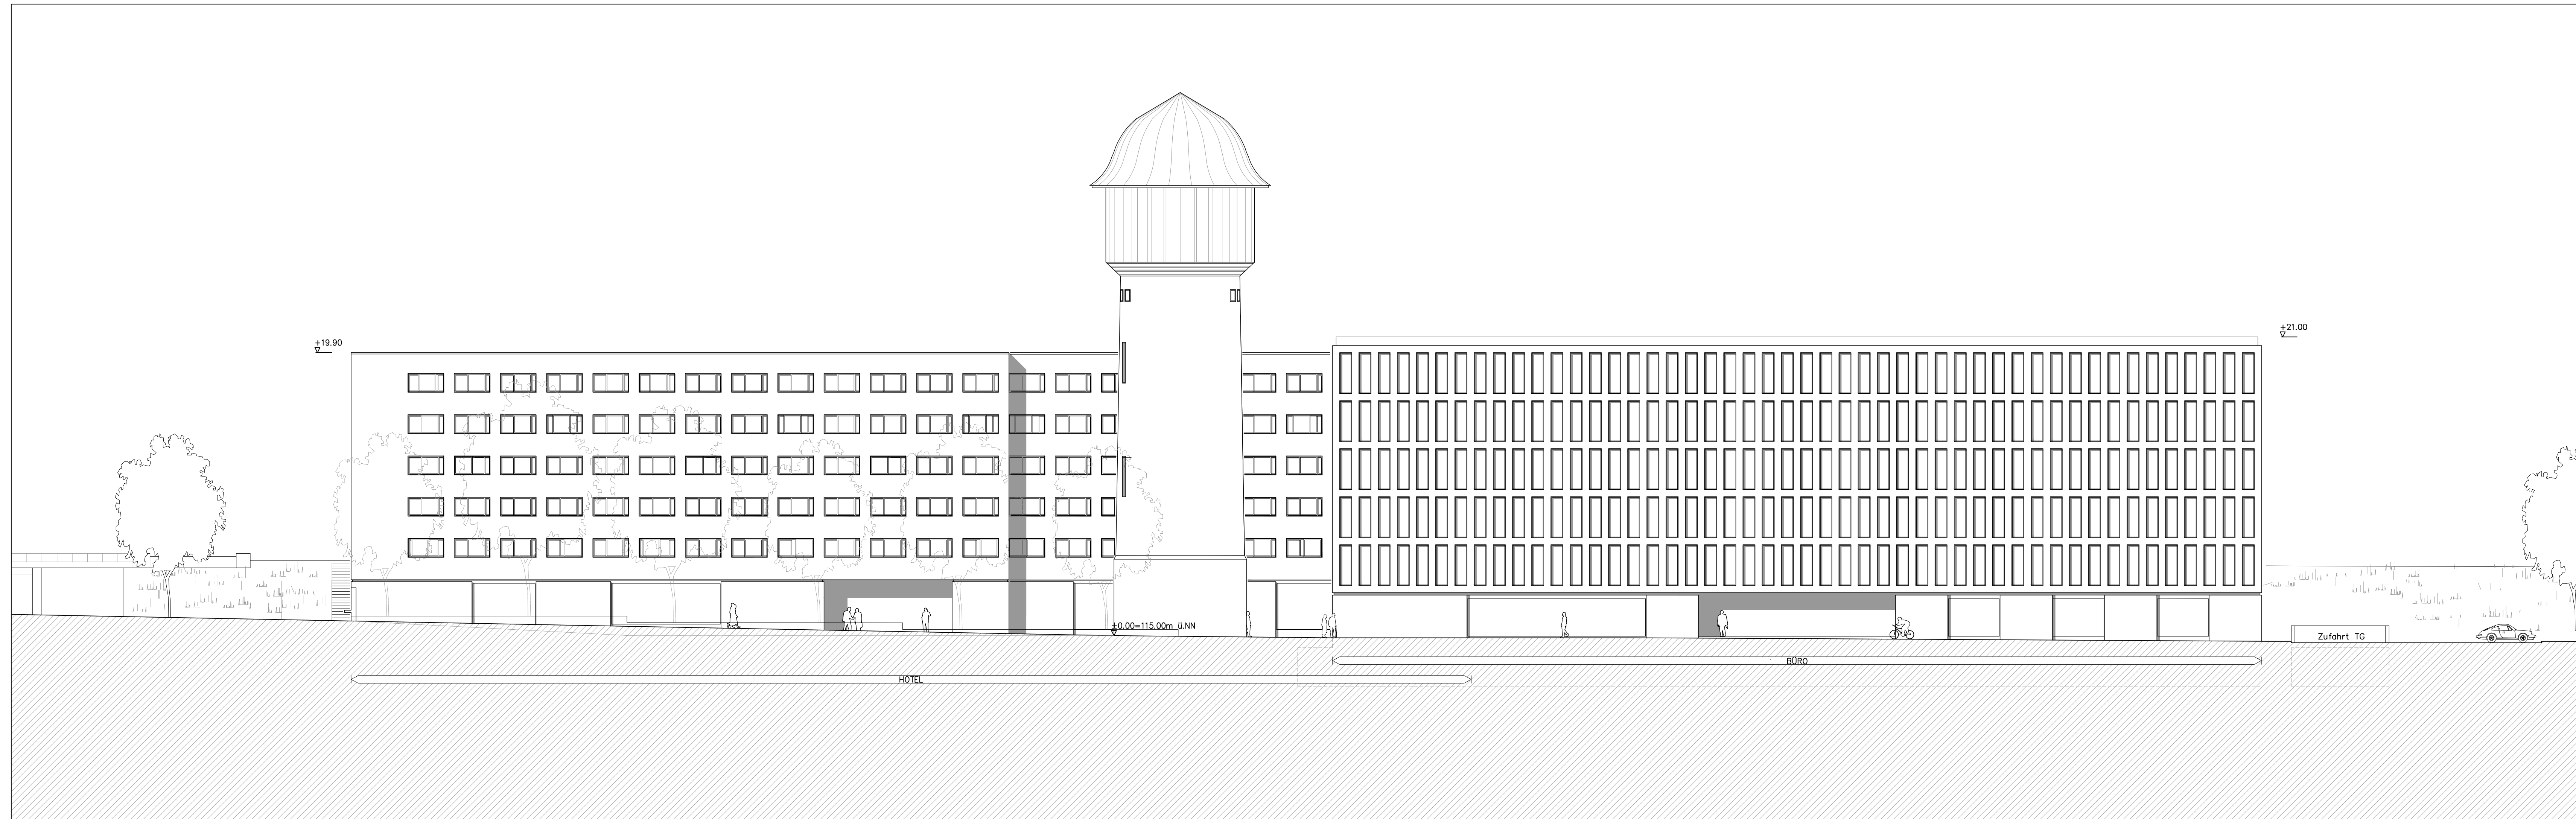 +21.00
+19.90
±0.00=115.00m ü.NN
Zufahrt TG
BÜRO
HOTEL